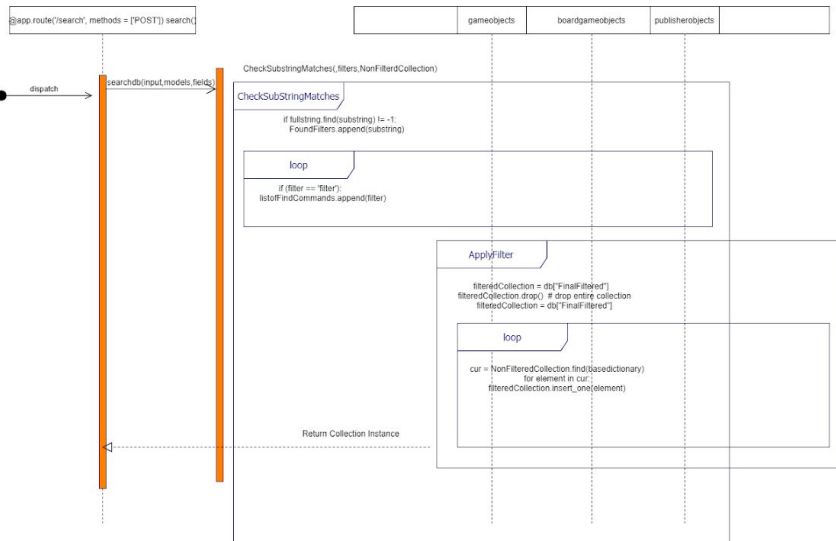 @app.route('/search', methods = ['POST']) search()
gameobjects
boardgameobjects
publisherobjects
CheckSubstringMatches(,filters,NonFilterdCollection)
dispatch
searchdb(input,models,fields)
CheckSubStringMatches
if fullstring.find(substring) != -1:
FoundFilters.append(substring)
loop
if (filter == 'filter'):
listofFindCommands.append(filter)
ApplyFilter
filteredCollection = db["FinalFiltered"]
filteredCollection.drop() # drop entire collection
filteredCollection = db["FinalFiltered"]
loop
cur = NonFilteredCollection.find(basedictionary)
for element in cur:
filteredCollection.insert_one(element)
Return Collection Instance